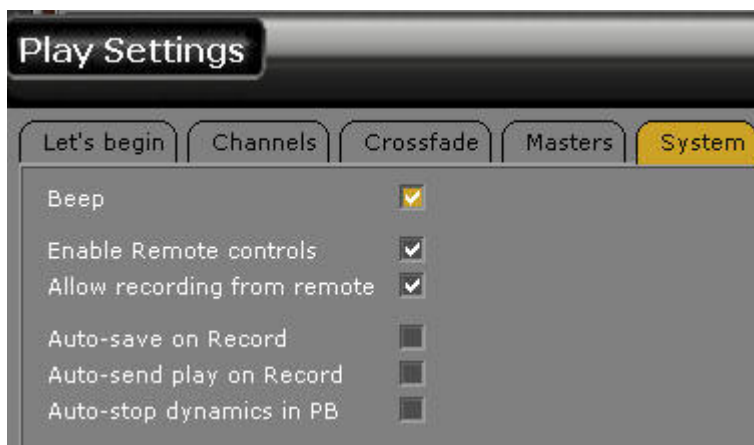 Play Settings
Let's begin Channels Crossfade Masters System
Beep
Enable Remote controls
Allow recording from remote
Auto-save on Record
Auto-send play on Record
Auto-stop dynamics in PB